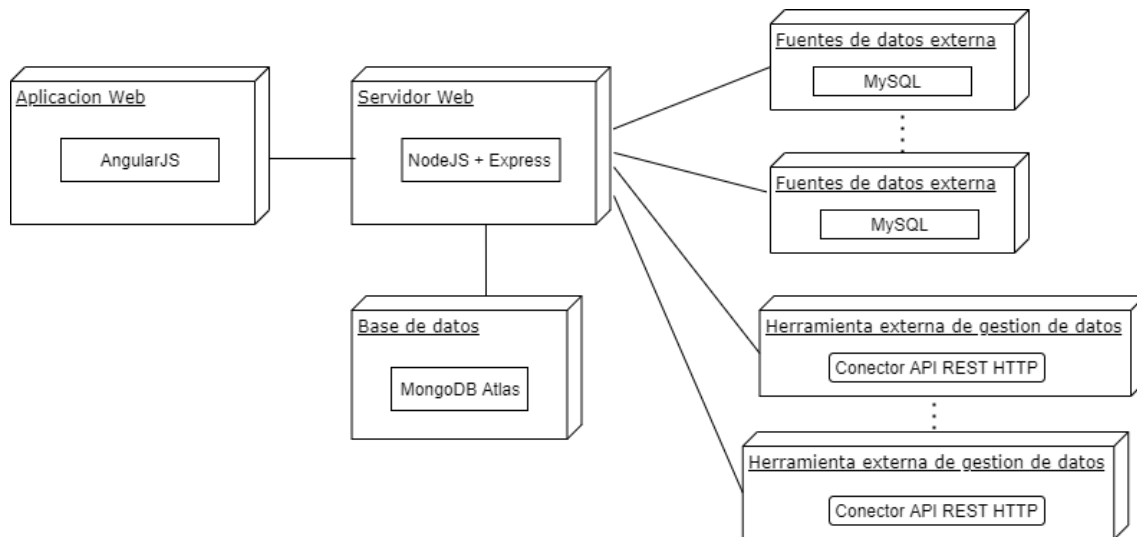 Aplicacion Web
AngularJS
Servidor Web
NodeJS + Express
Base de datos
MongoDB Atlas
Fuentes de datos externa
MySQL
Fuentes de datos externa
MySQL
Herramienta externa de gestion de datos
Conector API REST HTTP
Herramienta externa de gestion de datos
Conector API REST HTTP